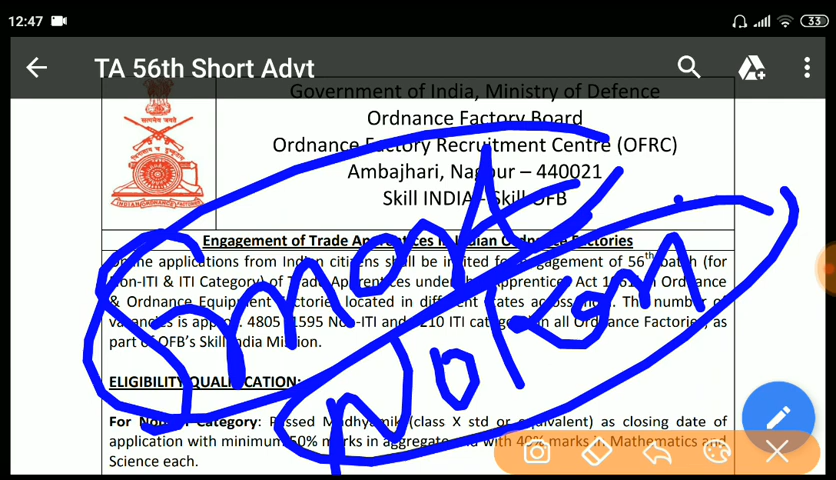 12:47
33
TA 56th Short Advt
Government of India, Ministry of Defence
Ordnance Factory Board
Ordnance Factory Recruitment Centre (OFRC)
Ambajhari, Nagpur – 440021
Skill INDIA - Skill OFB
Engagement of Trade Apprentices in Indian Ordnance Factories
Online applications from Indian citizens shall be invited for engagement of 56th batch (for
Non-ITI & ITI Category) of Trade Apprentices under the Apprentices Act 1961 in Ordnance
& Ordnance Equipment Factories located in different states across The number of
vacancies is approx. 4805 1595 Non-ITI and 210 ITI category in all Ordnance Factories, as
part of OFB's Skill India Mission.
ELIGIBILITY QUALIFICATION:
For Non Category: Passed Madhyamik (class X std or equivalent) as closing date of
application with minimum 50% marks in aggregate and with 40% marks in Mathematics and
Science each.
Smart